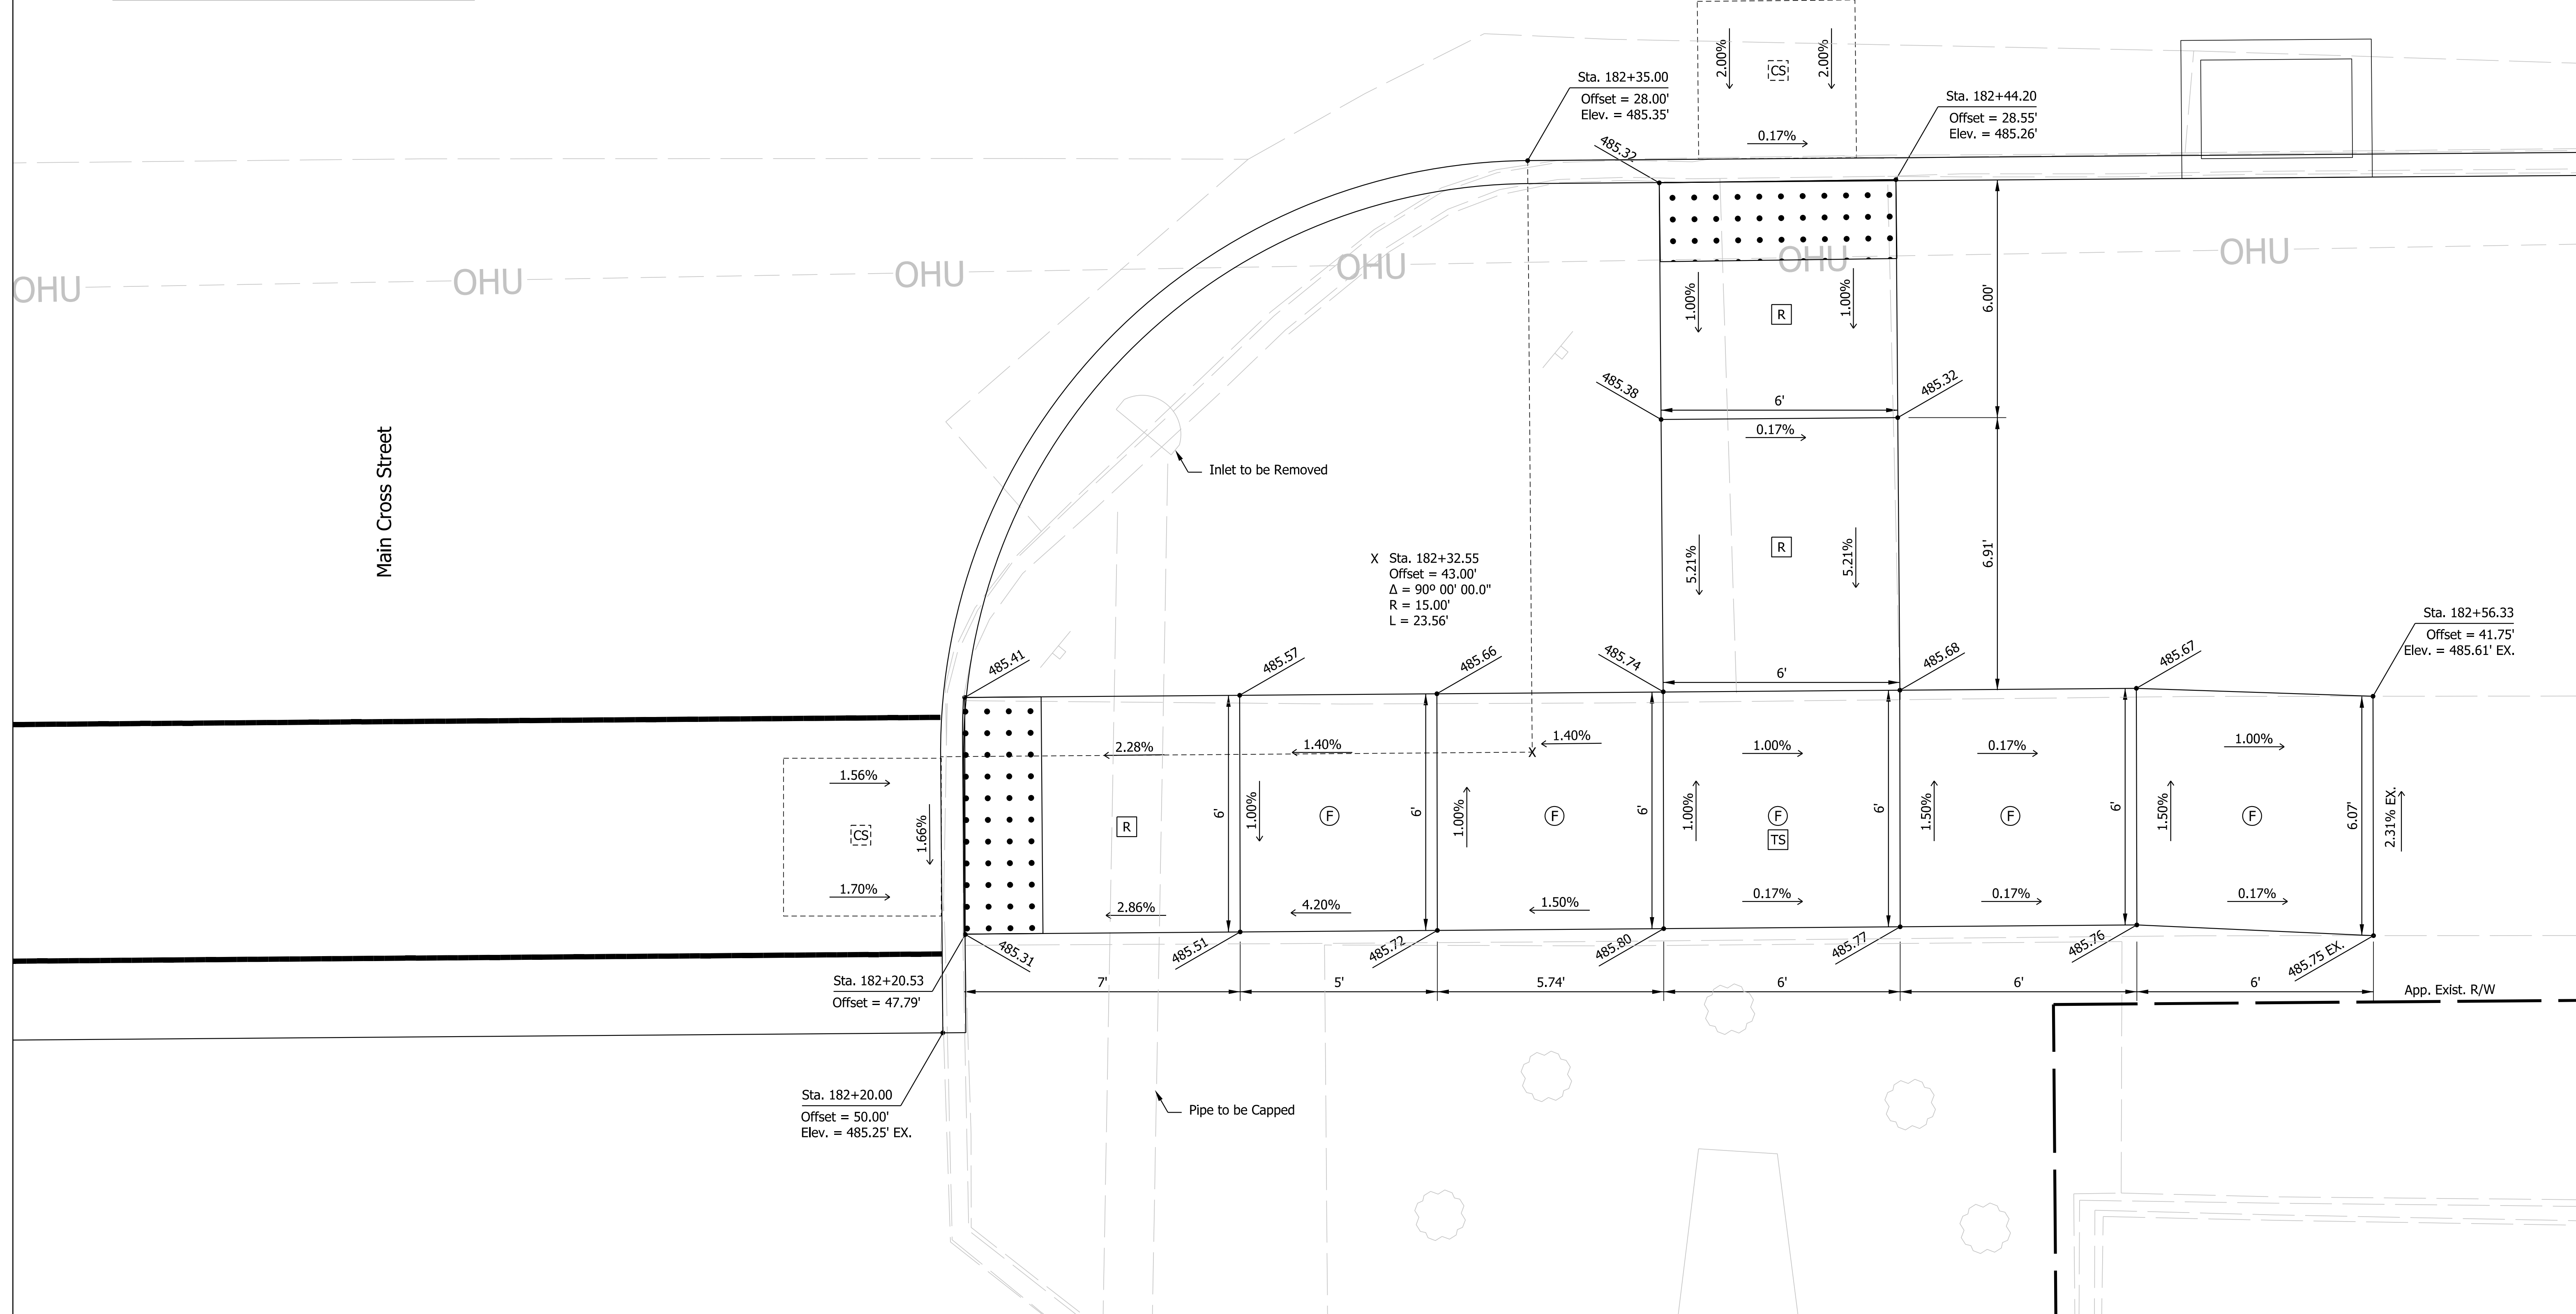 2.00%
CS
2.00%
0.17%
Sta. 182+35.00
Offset = 28.00'
Elev. = 485.35'
Sta. 182+44.20
Offset = 28.55'
Elev. = 485.26'
485.32
OHU
OHU
OHU
OHU
OHU
OHU
1.00%
R
1.00%
6.00'
485.38
485.32
6'
0.17%
Main Cross Street
Inlet to be Removed
X Sta. 182+32.55
Offset = 43.00'
Δ = 90º 00' 00.0"
R = 15.00'
L = 23.56'
5.21%
R
5.21%
6.91'
6'
485.41
485.57
485.66
485.74
485.68
485.67
Sta. 182+56.33
Offset = 41.75'
Elev. = 485.61' EX.
2.28%
1.40%
1.40%
X
1.00%
0.17%
1.00%
1.56%
CS
1.66%
1.70%
R
6'
1.00%
F
6'
1.00%
F
6'
1.00%
F
TS
6'
1.50%
F
6'
1.50%
F
6.07'
2.31% EX.
2.86%
4.20%
1.50%
0.17%
0.17%
0.17%
485.31
485.51
485.72
485.80
485.77
485.76
485.75 EX.
Sta. 182+20.53
Offset = 47.79'
7'
5'
5.74'
6'
6'
6'
App. Exist. R/W
Sta. 182+20.00
Offset = 50.00'
Elev. = 485.25' EX.
Pipe to be Capped